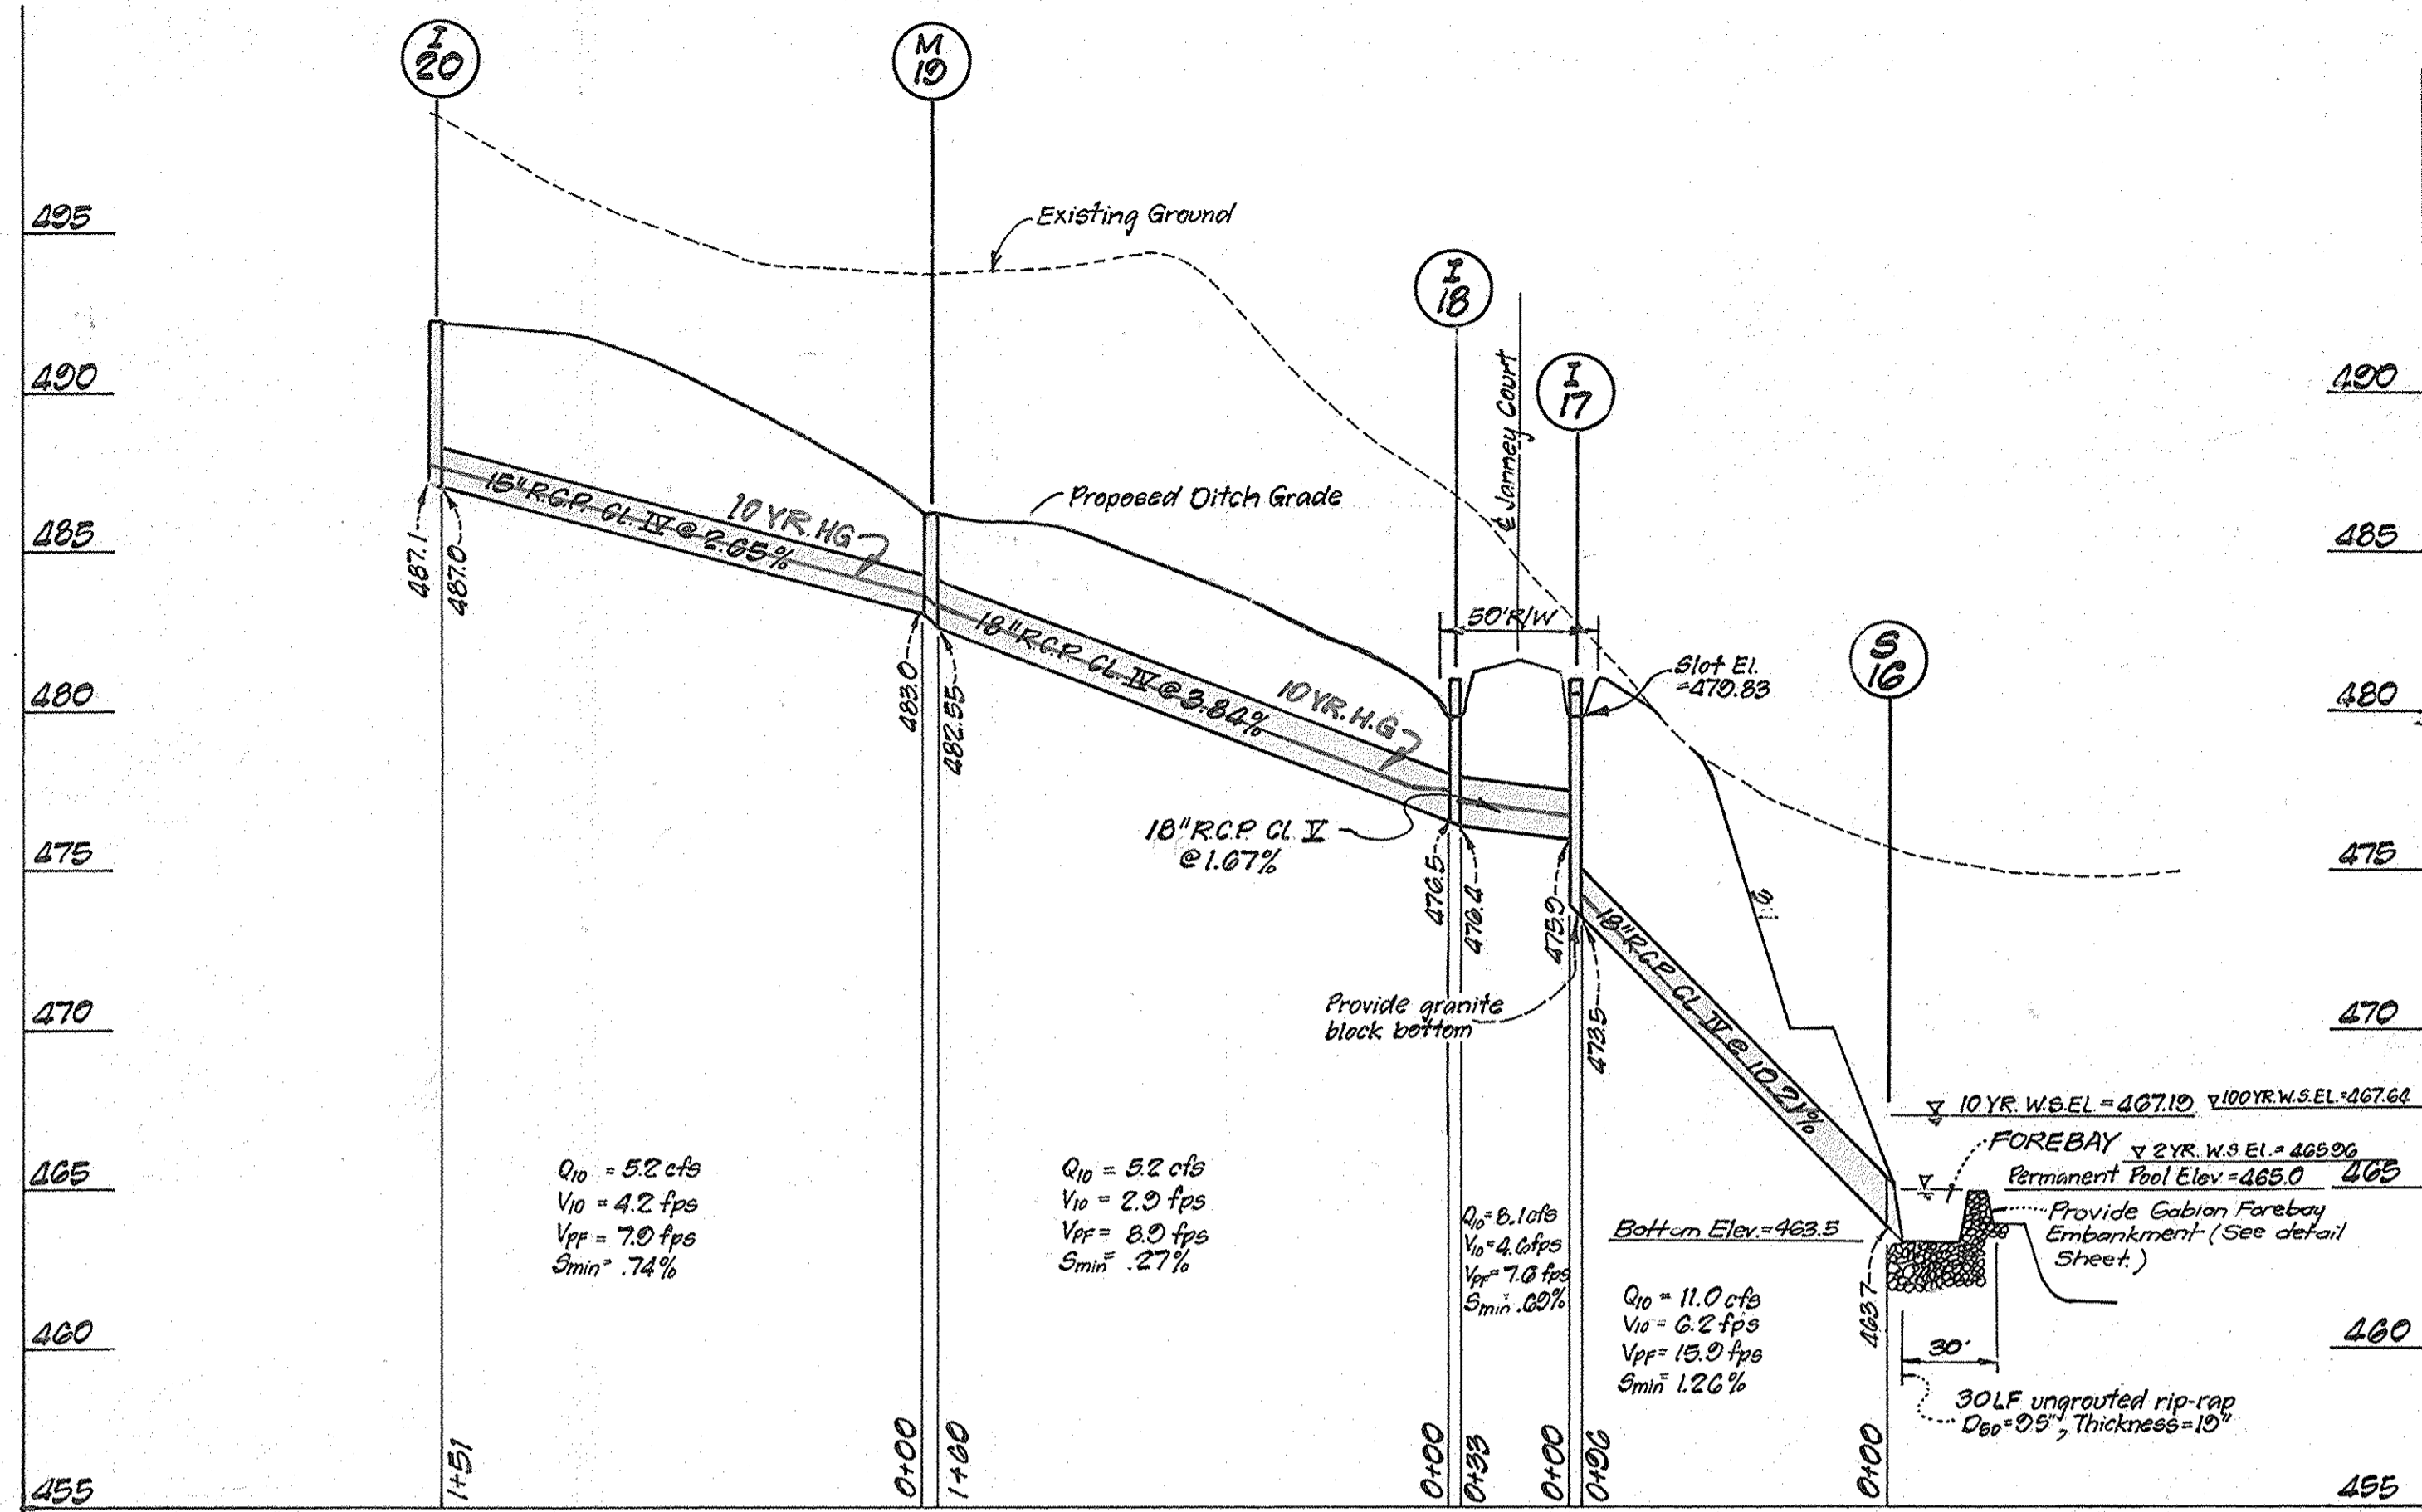 I
20
M
19
495
Existing Ground
I
18
℄ Janney Court
I
17
490
490
15" R.C.P. CL. IV @ 2.65%
10 YR. HG
Proposed Ditch Grade
485
485
487.1
487.0
18" R.C.P. CL. IV @ 3.84%
50' R/W
S
16
Slot El.
=479.83
480
480
483.0
482.55
10 YR. H.G
18" R.C.P. CL. V
@ 1.67%
475
475
476.5
476.4
475.9
2:1
18" R.C.P. CL. IV @ 10.21%
Provide granite
block bottom
473.5
470
470
10 YR. W.S.EL. = 467.19
100 YR. W.S.EL. = 467.64
FOREBAY
2 YR. W.S El. = 465.96
Permanent Pool Elev. = 465.0
465
465
Provide Gabion Forebay
Embankment (See detail
Sheet.)
Q10 = 5.2 cfs
V10 = 4.2 fps
VPF = 7.9 fps
Smin = .74%
Q10 = 5.2 cfs
V10 = 2.9 fps
VPF = 8.9 fps
Smin = .27%
Q10 = 8.1 cfs
V10 = 4.6 fps
VPF = 7.6 fps
Smin = .69%
Bottom Elev. = 463.5
Q10 = 11.0 cfs
V10 = 6.2 fps
VPF = 15.9 fps
Smin = 1.26%
463.7
460
460
30'
30 LF ungrouted rip-rap
D50 = 9.5", Thickness = 19"
1+51
0+00
1+60
0+00
0+33
0+00
0+96
0+00
455
455